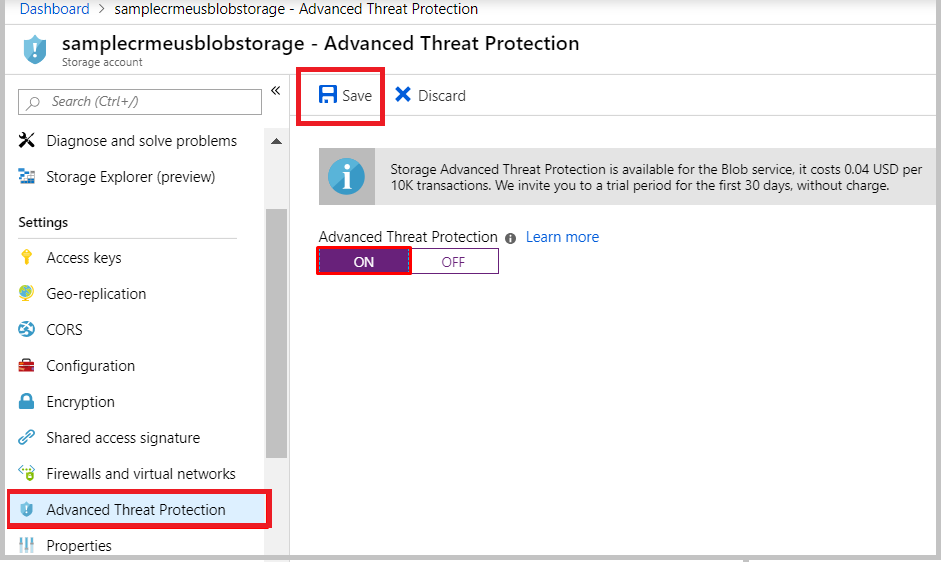 Dashboard > samplecrmeusblobstorage - Advanced Threat Protection
samplecrmeusblobstorage - Advanced Threat Protection
Storage account
Search (Ctrl+/)
«
Diagnose and solve problems
Storage Explorer (preview)
Settings
Access keys
Geo-replication
CORS
Configuration
Encryption
Shared access signature
Firewalls and virtual networks
Advanced Threat Protection
Properties
Save Discard
Storage Advanced Threat Protection is available for the Blob service, it costs 0.04 USD per
10K transactions. We invite you to a trial period for the first 30 days, without charge.
Advanced Threat Protection Learn more
ON OFF